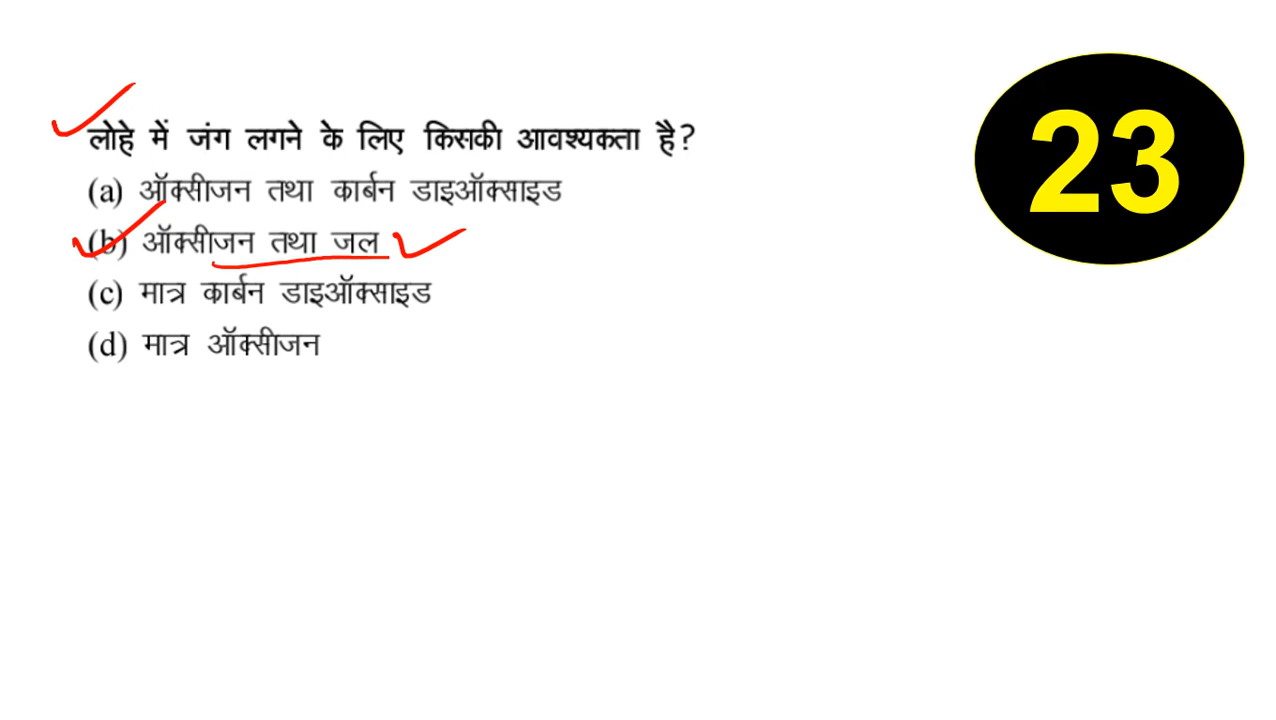 लोहे में जंग लगने के लिए किसकी आवश्यकता है?
(a) ऑक्सीजन तथा कार्बन डाइऑक्साइड
(b) ऑक्सीजन तथा जल
(c) मात्र कार्बन डाइऑक्साइड
(d) मात्र ऑक्सीजन
23